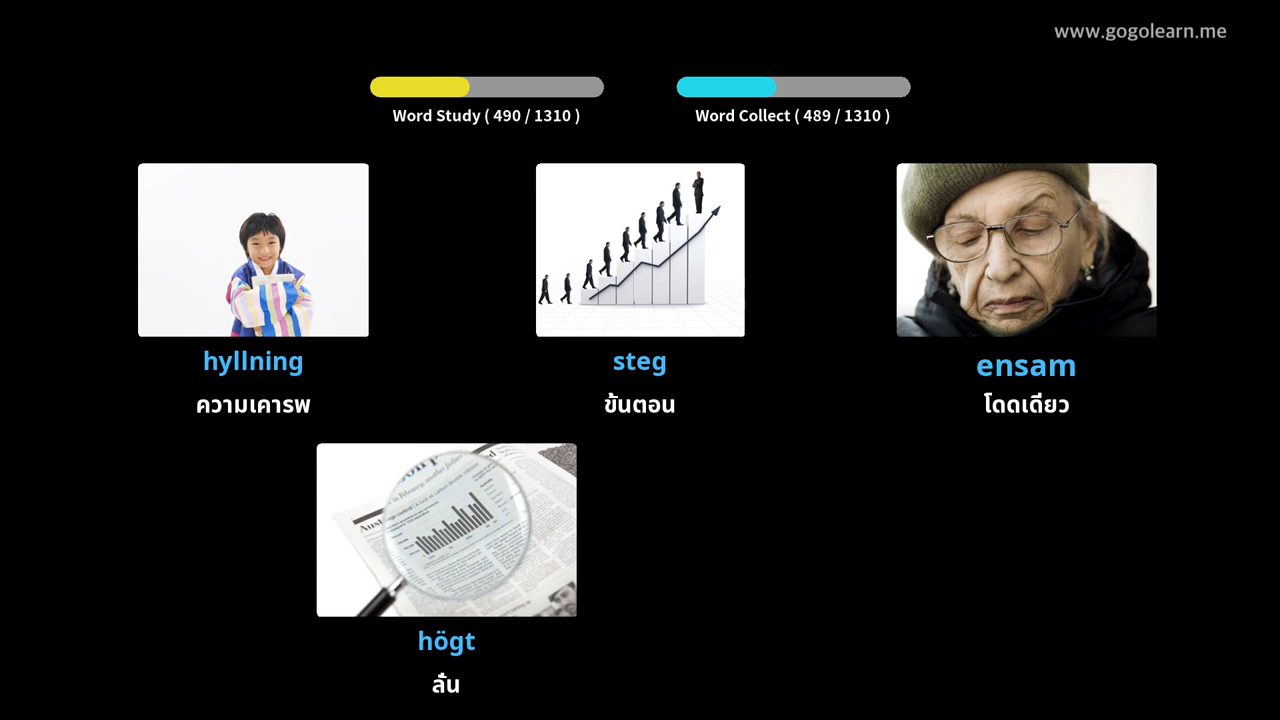 www.gogolearn.me
Word Study ( 490 / 1310 )
Word Collect ( 489 / 1310 )
hyllning
steg
ensam
ความเคารพ
ขั้นตอน
โดดเดี่ยว
högt
ลั่น